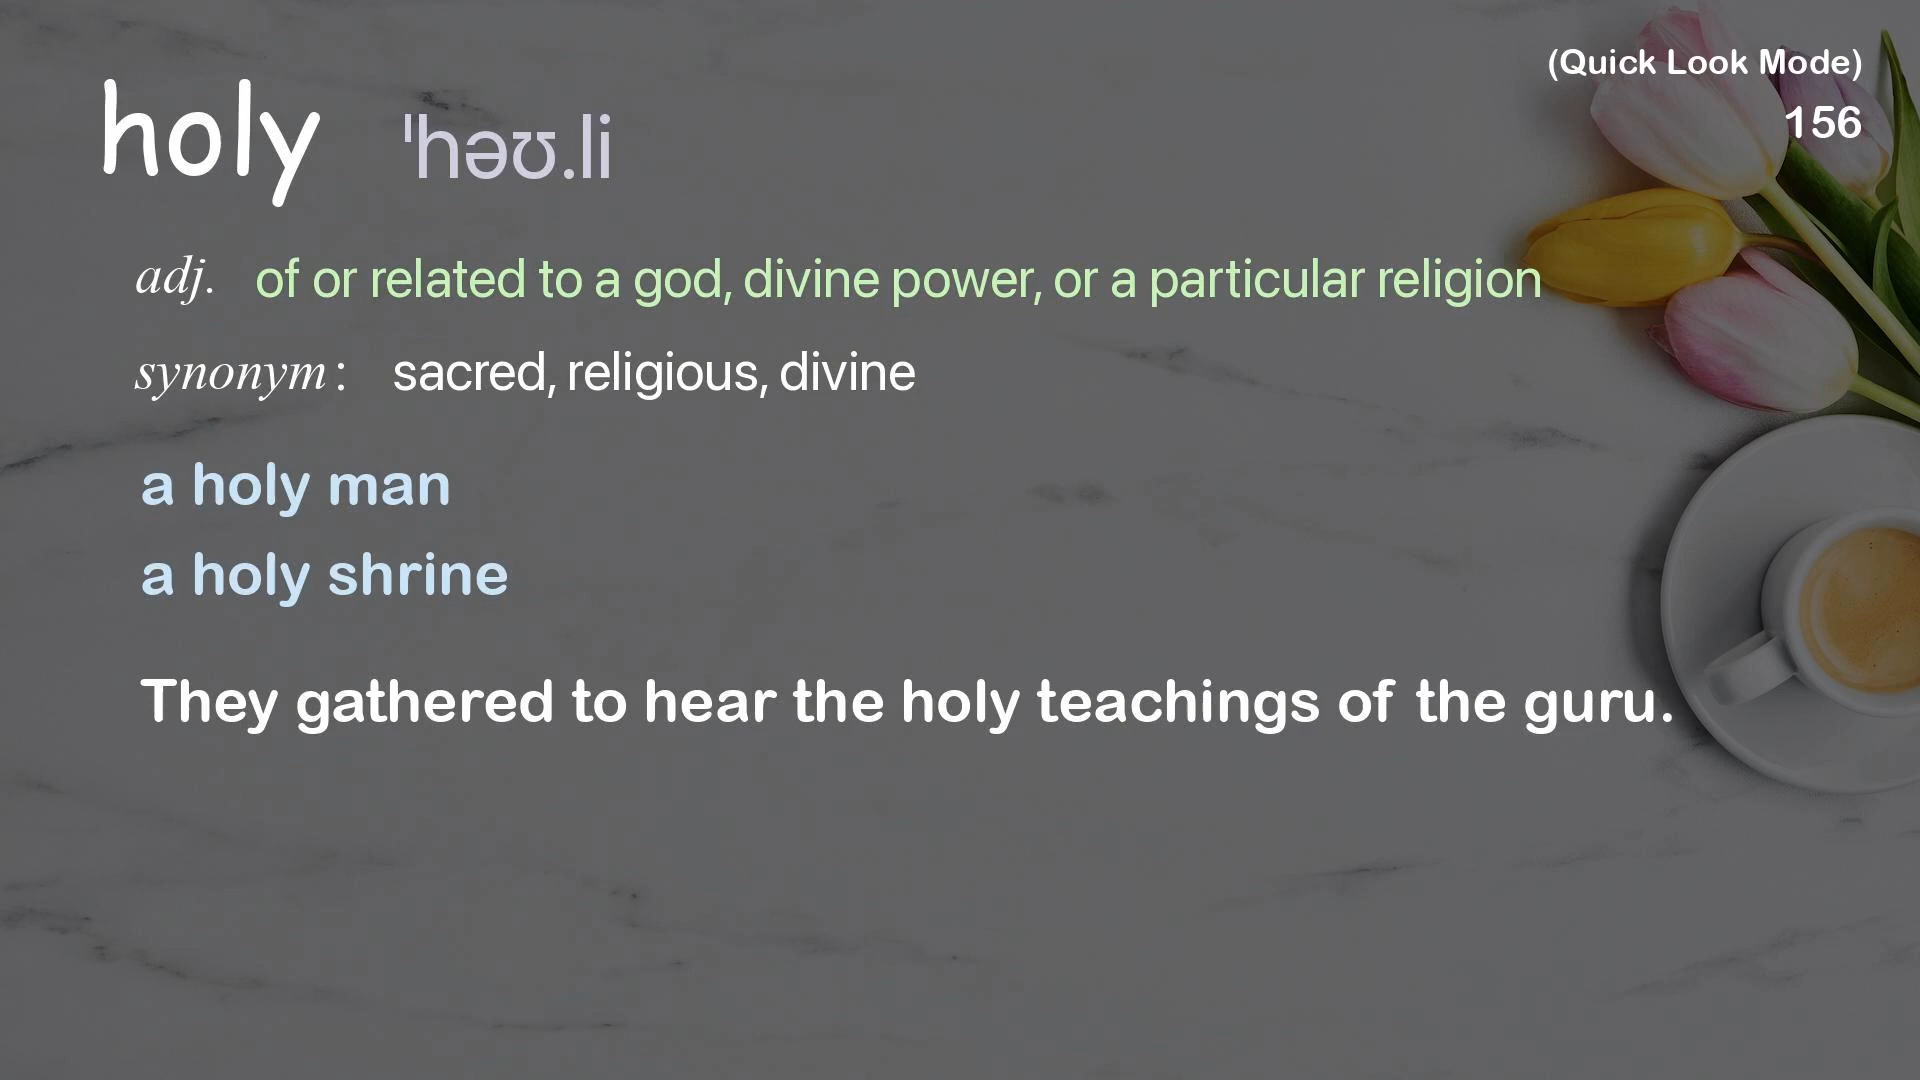 (Quick Look Mode)
156
holy ˈhəʊ.li
adj. of or related to a god, divine power, or a particular religion
synonym: sacred, religious, divine
a holy man
a holy shrine
They gathered to hear the holy teachings of the guru.